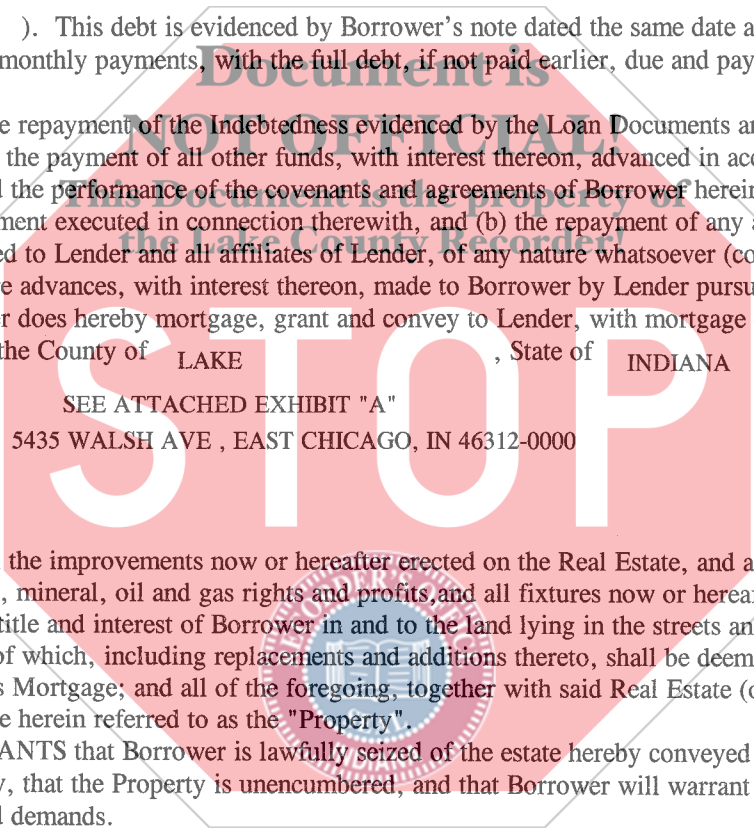 ). This debt is evidenced by Borrower's note dated the same date a
monthly payments, with the full debt, if not paid earlier, due and pay
Document is
e repayment of the Indebtedness evidenced by the Loan Documents an
NOT OFFICIAL!
the payment of all other funds, with interest thereon, advanced in acc
the performance of the covenants and agreements of Borrower herein
This Document is the property of
ment executed in connection therewith, and (b) the repayment of any a
the Lake County Recorder!
ed to Lender and all affiliates of Lender, of any nature whatsoever (co
e advances, with interest thereon, made to Borrower by Lender pursu
r does hereby mortgage, grant and convey to Lender, with mortgage
the County of LAKE , State of INDIANA
SEE ATTACHED EXHIBIT "A"
5435 WALSH AVE , EAST CHICAGO, IN 46312-0000
STOP
the improvements now or hereafter erected on the Real Estate, and a
, mineral, oil and gas rights and profits,and all fixtures now or hereaf
title and interest of Borrower in and to the land lying in the streets an
of which, including replacements and additions thereto, shall be deem
s Mortgage; and all of the foregoing, together with said Real Estate (o
e herein referred to as the "Property".
ANTS that Borrower is lawfully seized of the estate hereby conveyed
y, that the Property is unencumbered, and that Borrower will warrant
d demands.
SEAL
INDIANA